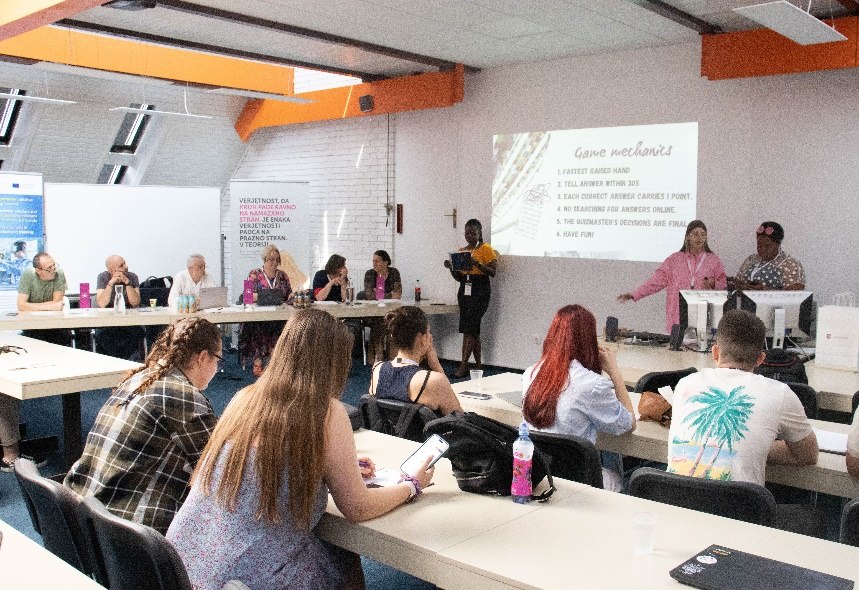 VERJETNOST, DA
KRUH PADE RAVNO
NA NAMAZANO
STRAN, JE ENAKA
VERJETNOSTI
PADCA NA
PRAZNO STRAN.
V TEORIJI.
Game mechanics
1. FASTEST RAISED HAND
2. TELL ANSWER WITHIN 30S
3. EACH CORRECT ANSWER CARRIES 1 POINT.
4. NO SEARCHING FOR ANSWERS ONLINE.
5. THE QUIZMASTER'S DECISIONS ARE FINAL
6. HAVE FUN!